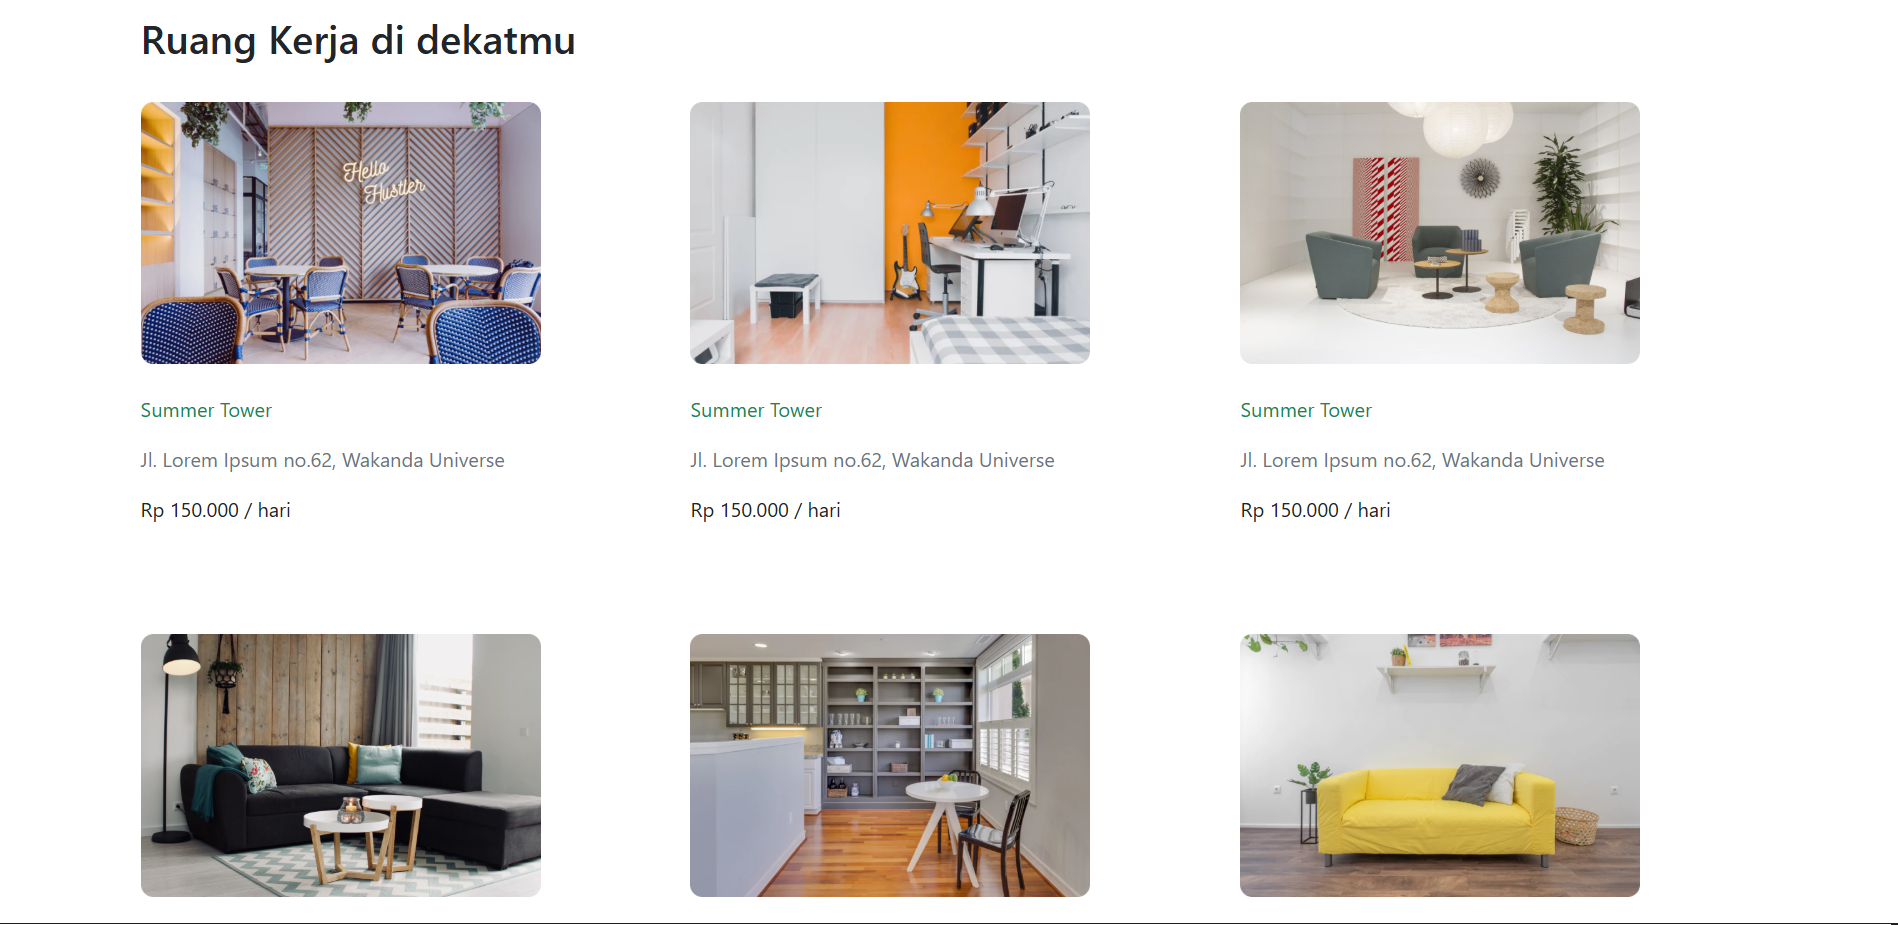 Ruang Kerja di dekatmu
Hello
Hustler
Summer Tower
Summer Tower
Summer Tower
Jl. Lorem Ipsum no.62, Wakanda Universe
Jl. Lorem Ipsum no.62, Wakanda Universe
Jl. Lorem Ipsum no.62, Wakanda Universe
Rp 150.000 / hari
Rp 150.000 / hari
Rp 150.000 / hari